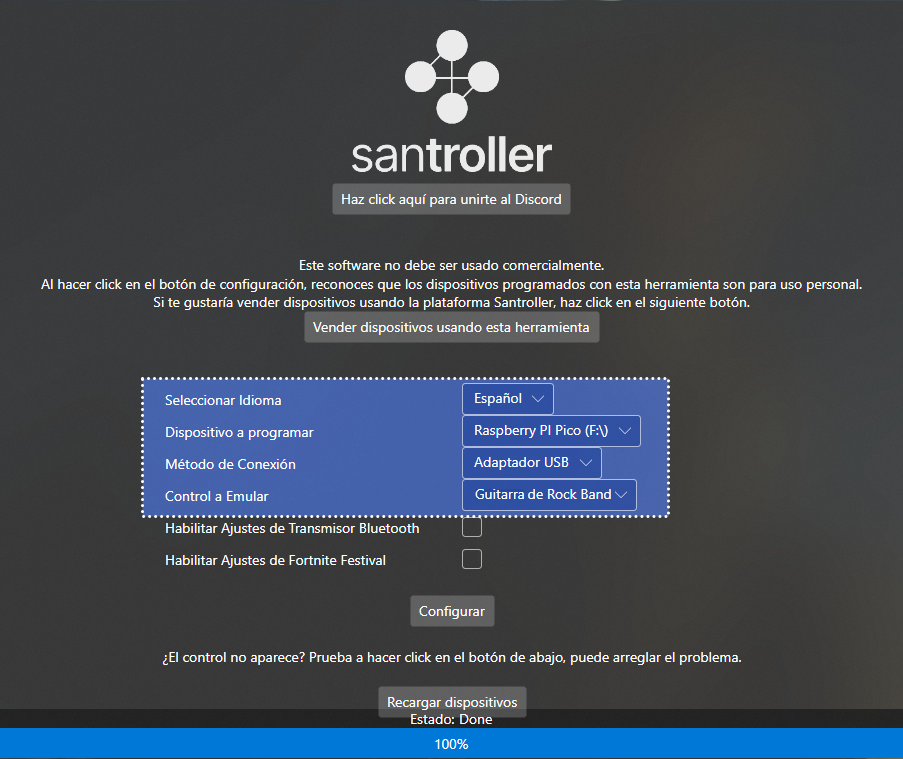 santroller
Haz click aquí para unirte al Discord
Este software no debe ser usado comercialmente.
Al hacer click en el botón de configuración, reconoces que los dispositivos programados con esta herramienta son para uso personal.
Si te gustaría vender dispositivos usando la plataforma Santroller, haz click en el siguiente botón.
Vender dispositivos usando esta herramienta
Seleccionar Idioma Español
Dispositivo a programar Raspberry PI Pico (F:\)
Método de Conexión Adaptador USB
Control a Emular Guitarra de Rock Band
Habilitar Ajustes de Transmisor Bluetooth
Habilitar Ajustes de Fortnite Festival
Configurar
¿El control no aparece? Prueba a hacer click en el botón de abajo, puede arreglar el problema.
Recargar dispositivos
Estado: Done
100%